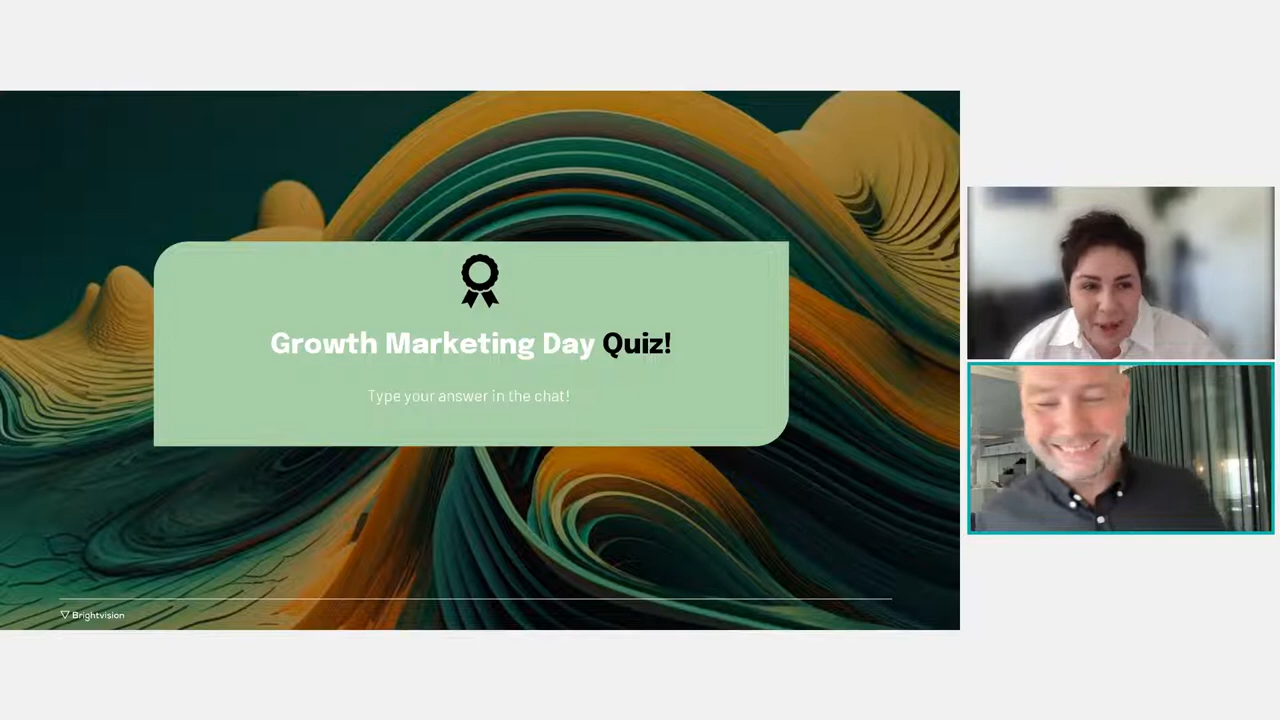 Growth Marketing Day Quiz!
Type your answer in the chat!
Brightvision